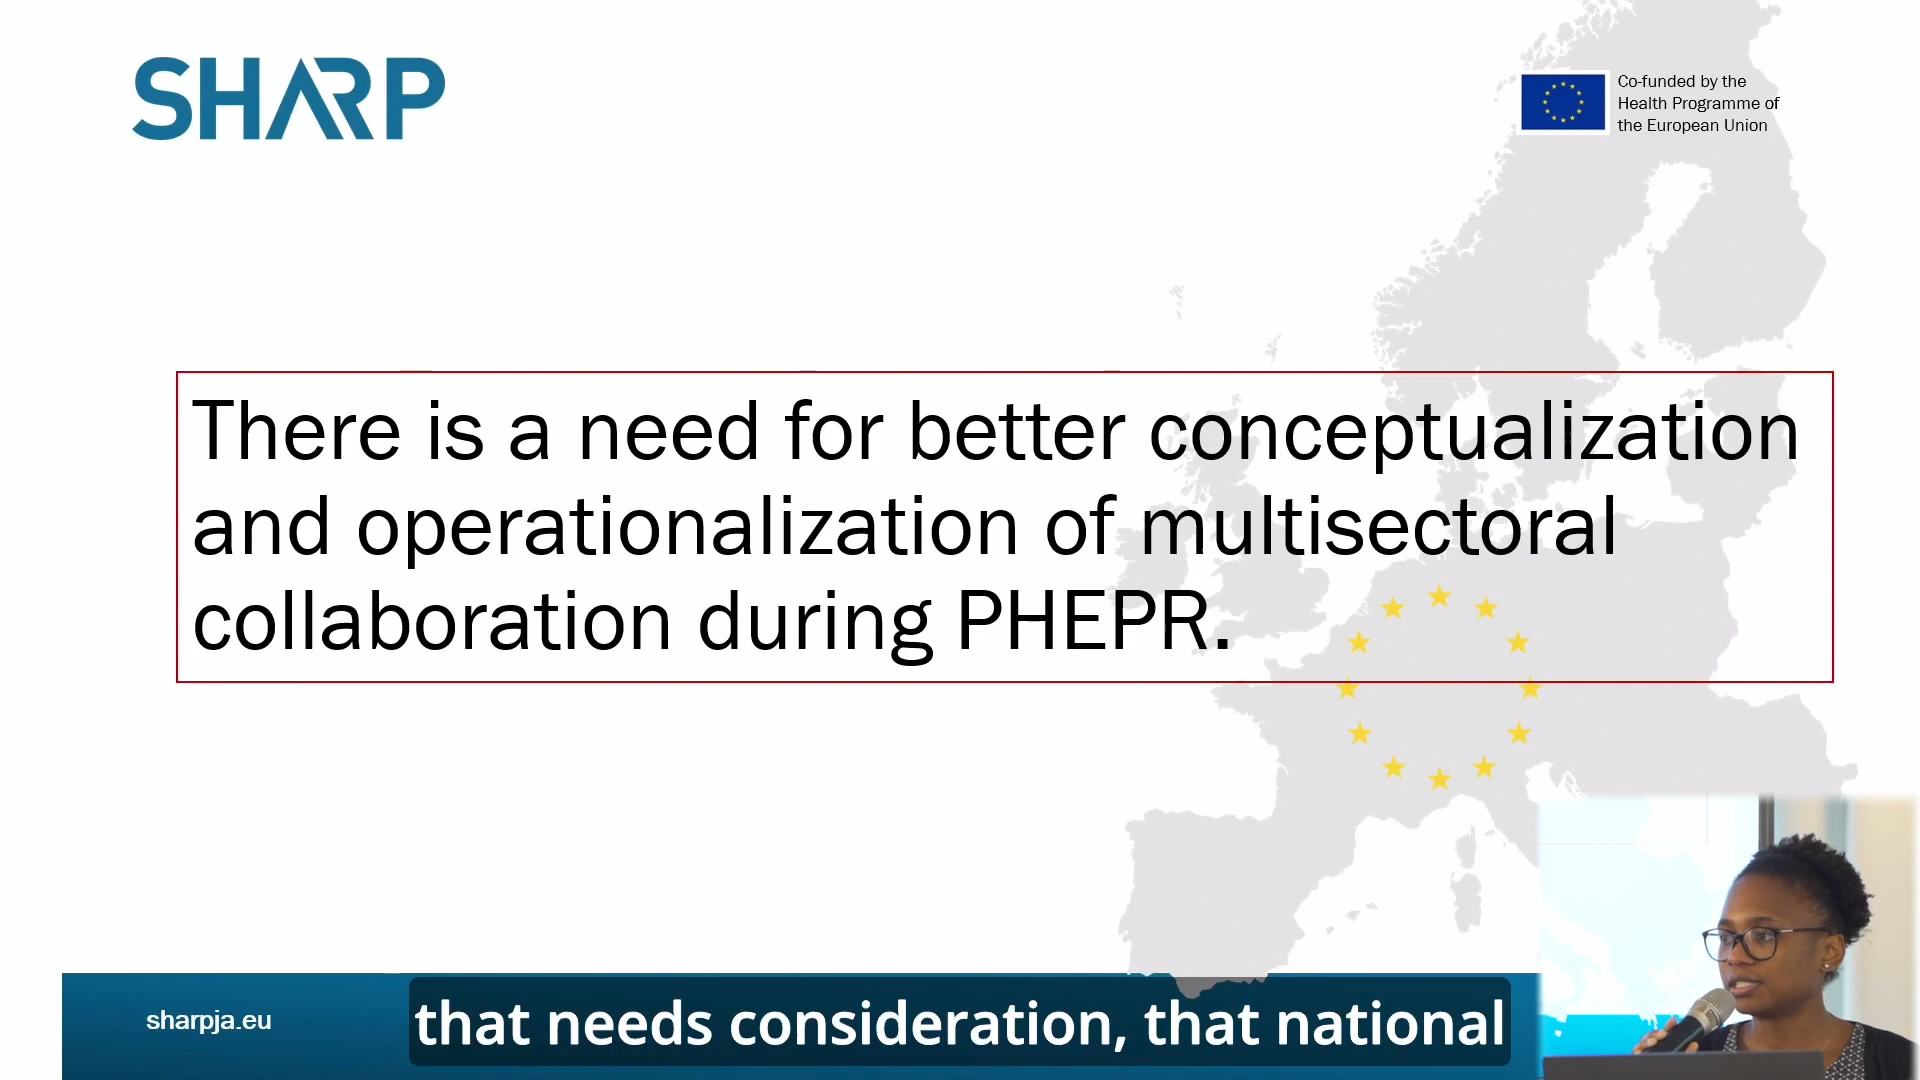 SHARP
Co-funded by the
Health Programme of
the European Union
There is a need for better conceptualization
and operationalization of multisectoral
collaboration during PHEPR.
sharpja.eu
that needs consideration, that national